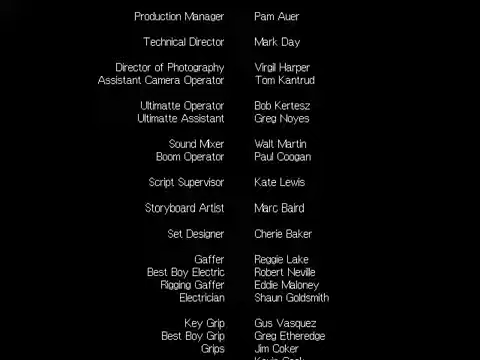 Production Manager Pam Auer
Technical Director Mark Day
Director of Photography Virgil Harper
Assistant Camera Operator Tom Kantrud
Ultimatte Operator Bob Kertesz
Ultimatte Assistant Greg Noyes
Sound Mixer Walt Martin
Boom Operator Paul Coogan
Script Supervisor Kate Lewis
Storyboard Artist Marc Baird
Set Designer Cherie Baker
Gaffer Reggie Lake
Best Boy Electric Robert Neville
Rigging Gaffer Eddie Maloney
Electrician Shaun Goldsmith
Key Grip Gus Vasquez
Best Boy Grip Greg Etheredge
Grips Jim Coker